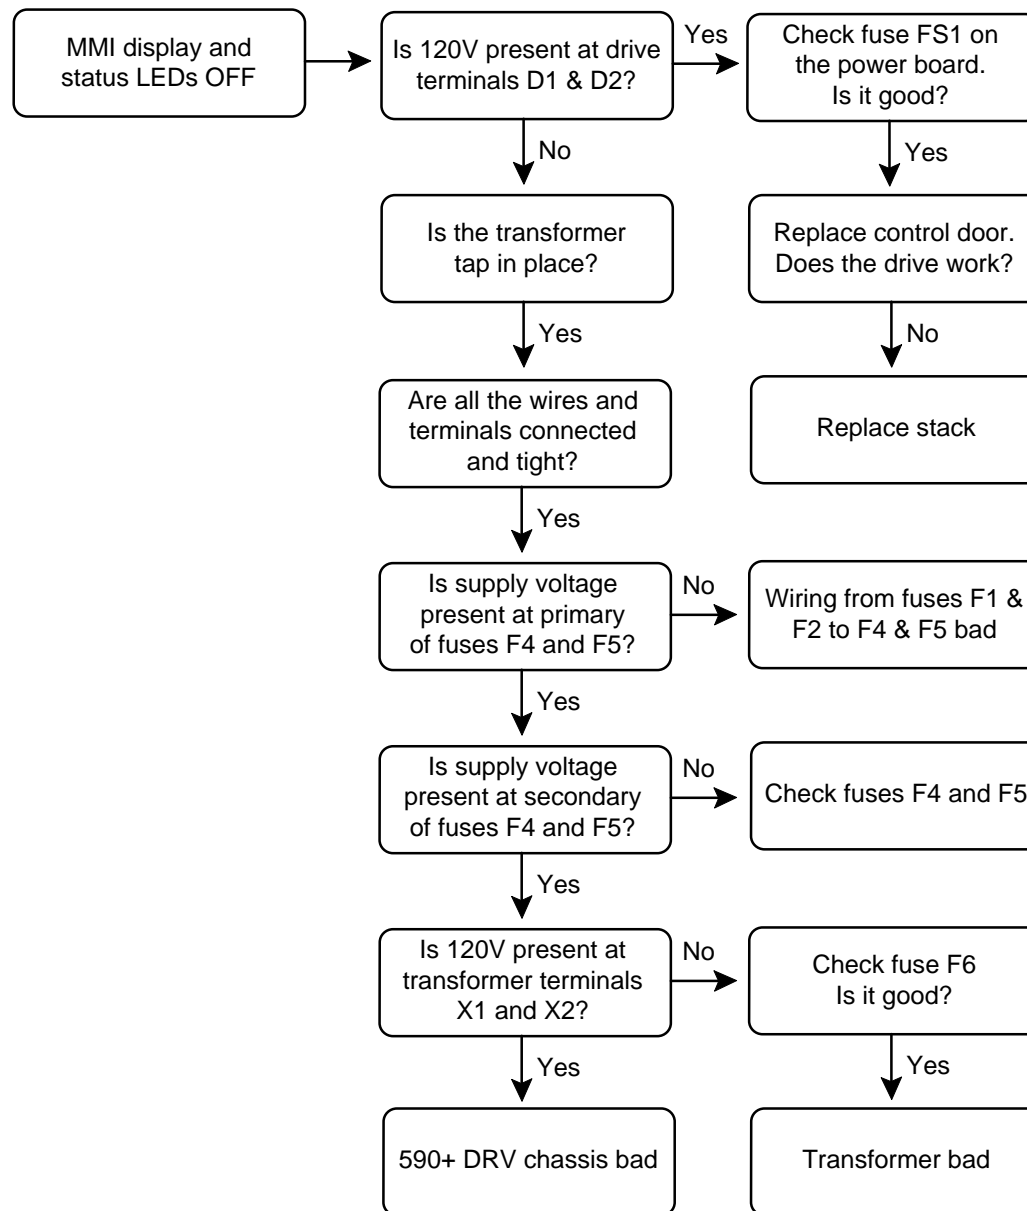 MMI display and
status LEDs OFF
Is 120V present at drive
terminals D1 & D2?
Yes
Check fuse FS1 on
the power board.
Is it good?
No
Yes
Is the transformer
tap in place?
Replace control door.
Does the drive work?
Yes
No
Are all the wires and
terminals connected
and tight?
Replace stack
Yes
Is supply voltage
present at primary
of fuses F4 and F5?
No
Wiring from fuses F1 &
F2 to F4 & F5 bad
Yes
Is supply voltage
present at secondary
of fuses F4 and F5?
No
Check fuses F4 and F5
Yes
Is 120V present at
transformer terminals
X1 and X2?
No
Check fuse F6
Is it good?
Yes
Yes
590+ DRV chassis bad
Transformer bad